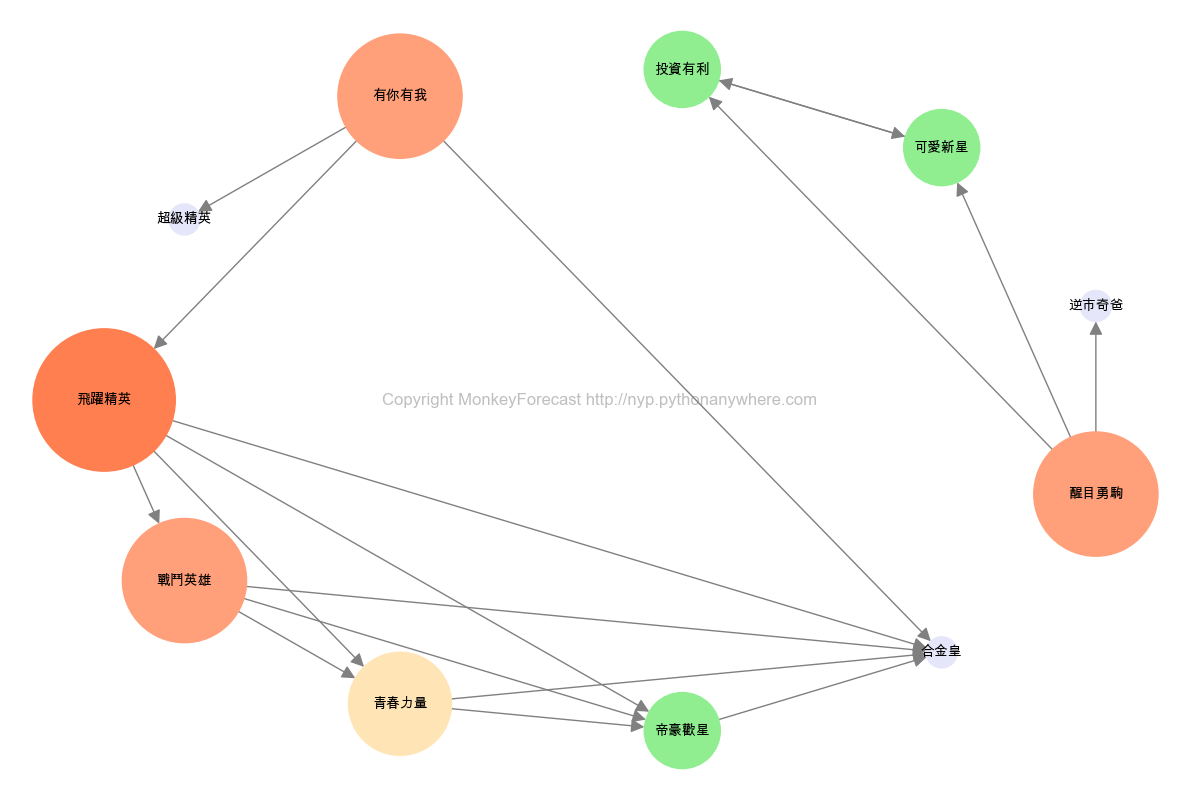 投資有利
有你有我
可愛新星
超級精英
逆市奇爸
飛躍精英
Copyright MonkeyForecast http://nyp.pythonanywhere.com
醒目勇駒
戰鬥英雄
合金皇
青春力量
帝豪歡星